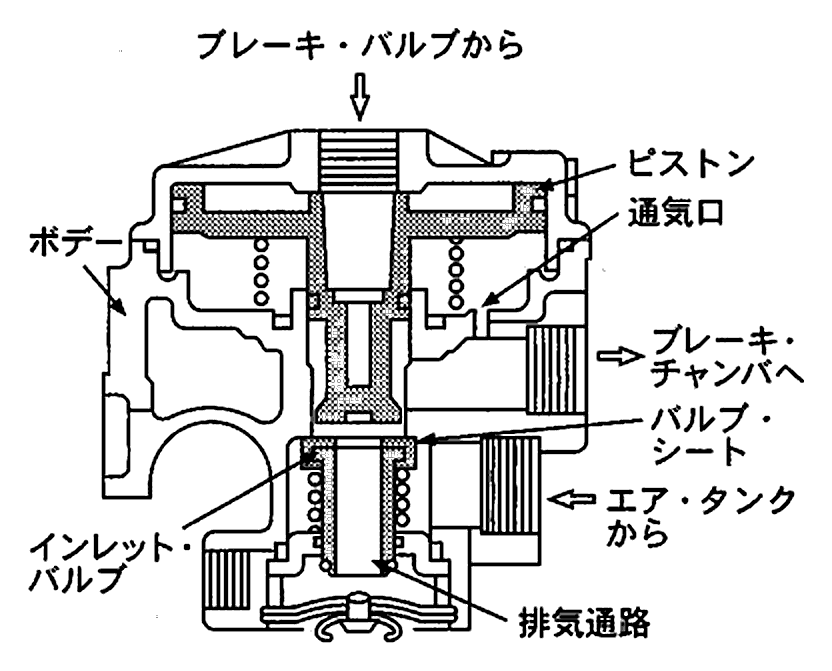 ブレーキ・バルブから
ピストン
通気口
ボデー
ブレーキ・
チャンバへ
バルブ・
シート
エア・タンク
から
インレット・
バルブ
排気通路